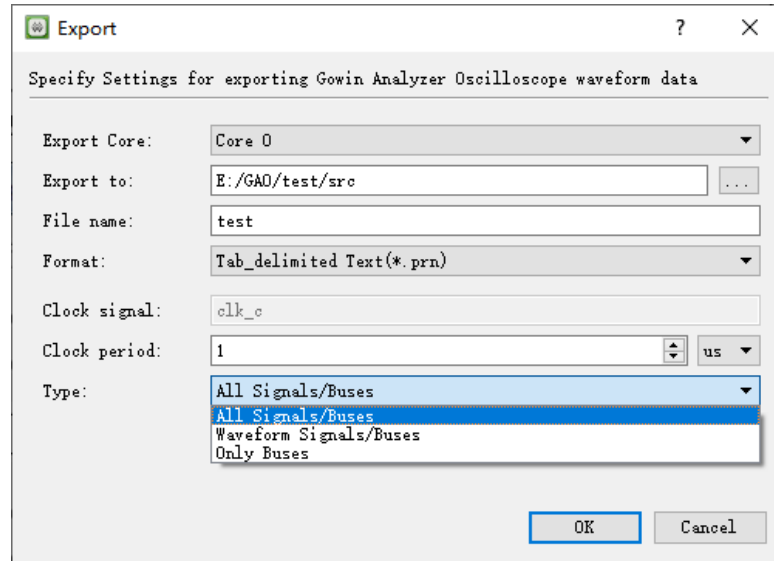 Export
Specify Settings for exporting Gowin Analyzer Oscilloscope waveform data
Export Core: Core 0
Export to: E:/GAO/test/src ...
File name: test
Format: Tab_delimited Text(*.prn)
Clock signal: clk_c
Clock period: 1 us
Type: All Signals/Buses
All Signals/Buses
Waveform Signals/Buses
Only Buses
OK Cancel